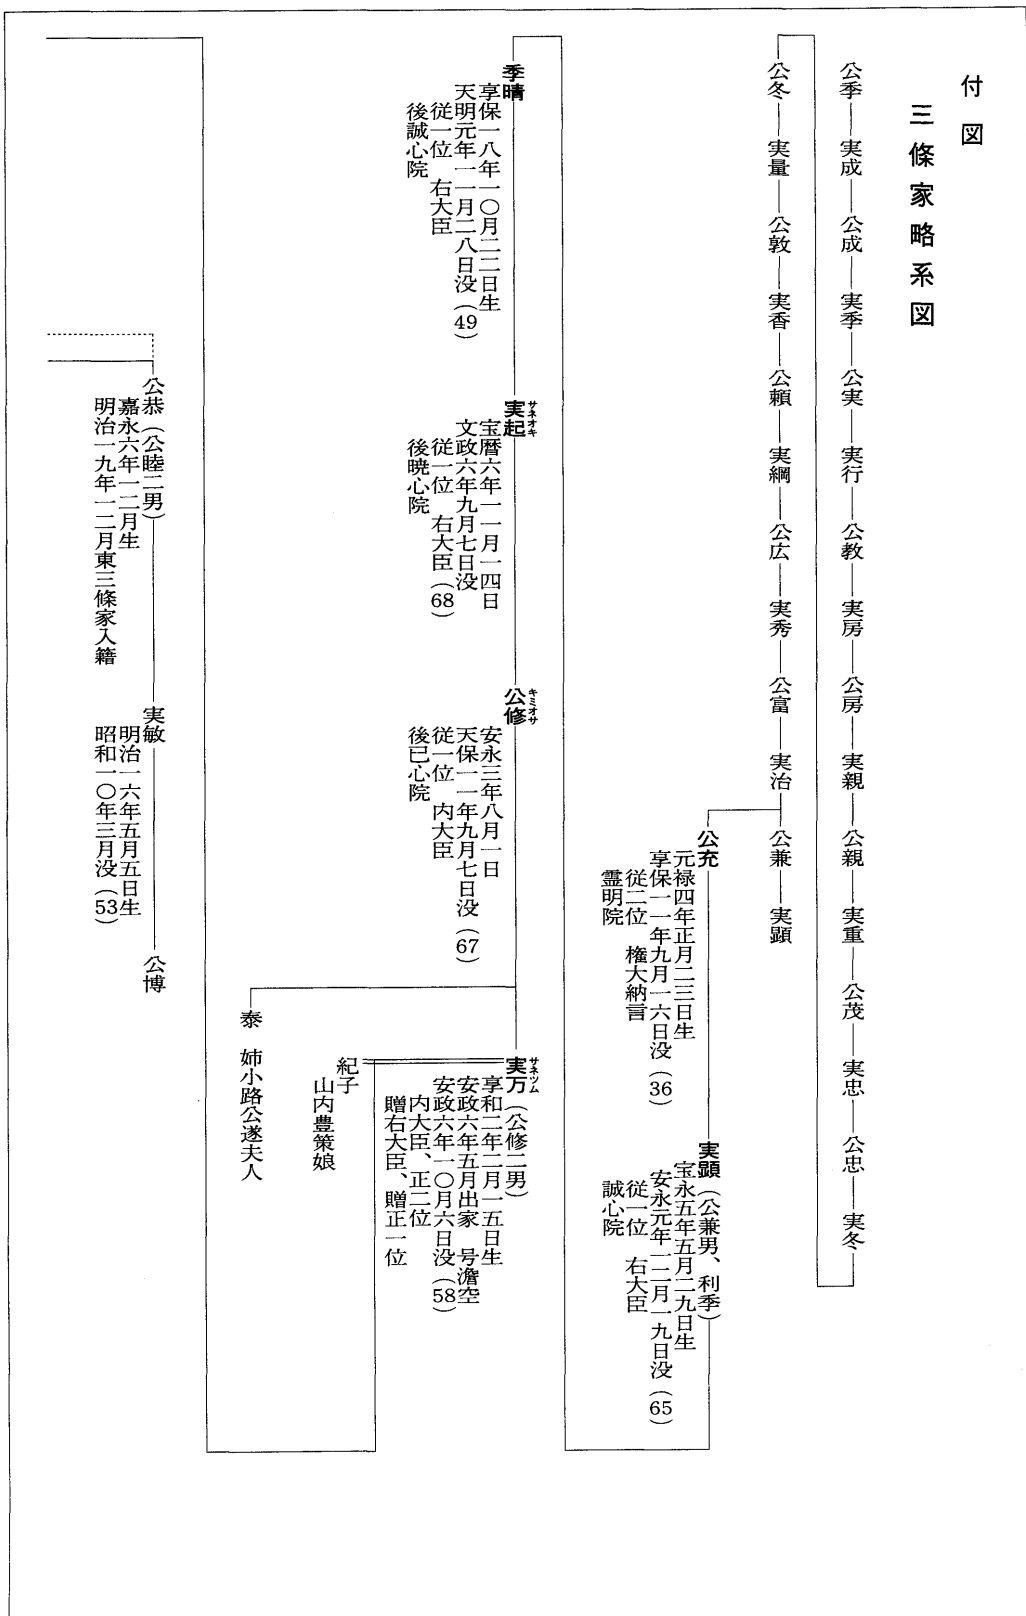 付図
三條家略系図
公季―実成―公成―実季―公実―実行―公教―実房―公房―実親―公親―実重―公茂―実忠―公忠―実冬
公冬―実量―公敦―実香―公頼―実綱―公広―実秀―公富―実治―公兼―実顕
公充
元禄四年正月二三日生
享保一一年九月一六日没(36)
従二位 権大納言
霊明院
実顕(公兼男、利季)
宝永五年五月二九日生
安永元年一二月一九日没(65)
従一位 右大臣
誠心院
季晴
享保一八年一〇月二二日生
天明元年一一月二八日没(49)
従一位 右大臣
後誠心院
実起
サネオキ
宝暦六年一一月一四日
文政六年九月七日没
従一位 右大臣(68)
後暁心院
公修
キミオサ
安永三年八月一日
天保一一年九月七日没(67)
従一位 内大臣
後已心院
実万(公修二男)
サネツム
享和二年二月一五日生
安政六年五月出家 号澹空
安政六年一〇月六日没(58)
内大臣、正二位
贈右大臣、贈正一位
紀子
山内豊策娘
泰 姉小路公遂夫人
公恭(公睦二男)
嘉永六年一二月生
明治一九年一二月東三條家入籍
実敏
明治一六年五月五日生
昭和一〇年三月没(53)
公博